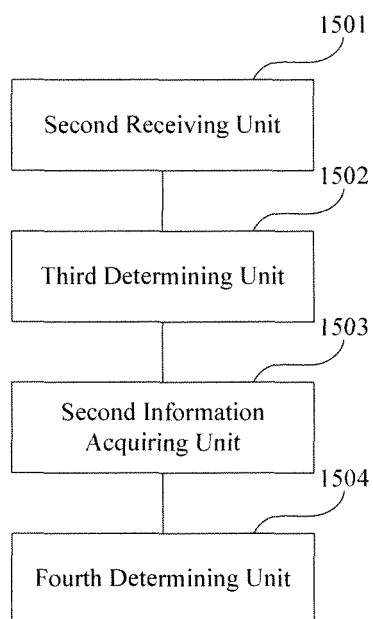 1501
Second Receiving Unit
1502
Third Determining Unit
1503
Second Information
Acquiring Unit
1504
Fourth Determining Unit